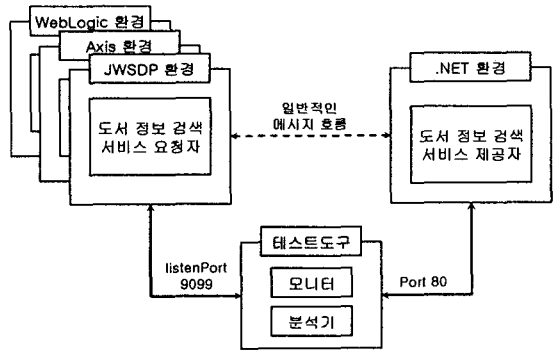 WebLogic 환경
Axis 환경
JWSDP 환경
도서 정보 검색
서비스 요청자
일반적인
메시지 흐름
.NET 환경
도서 정보 검색
서비스 제공자
listenPort
9099
테스트도구
모니터
분석기
Port 80